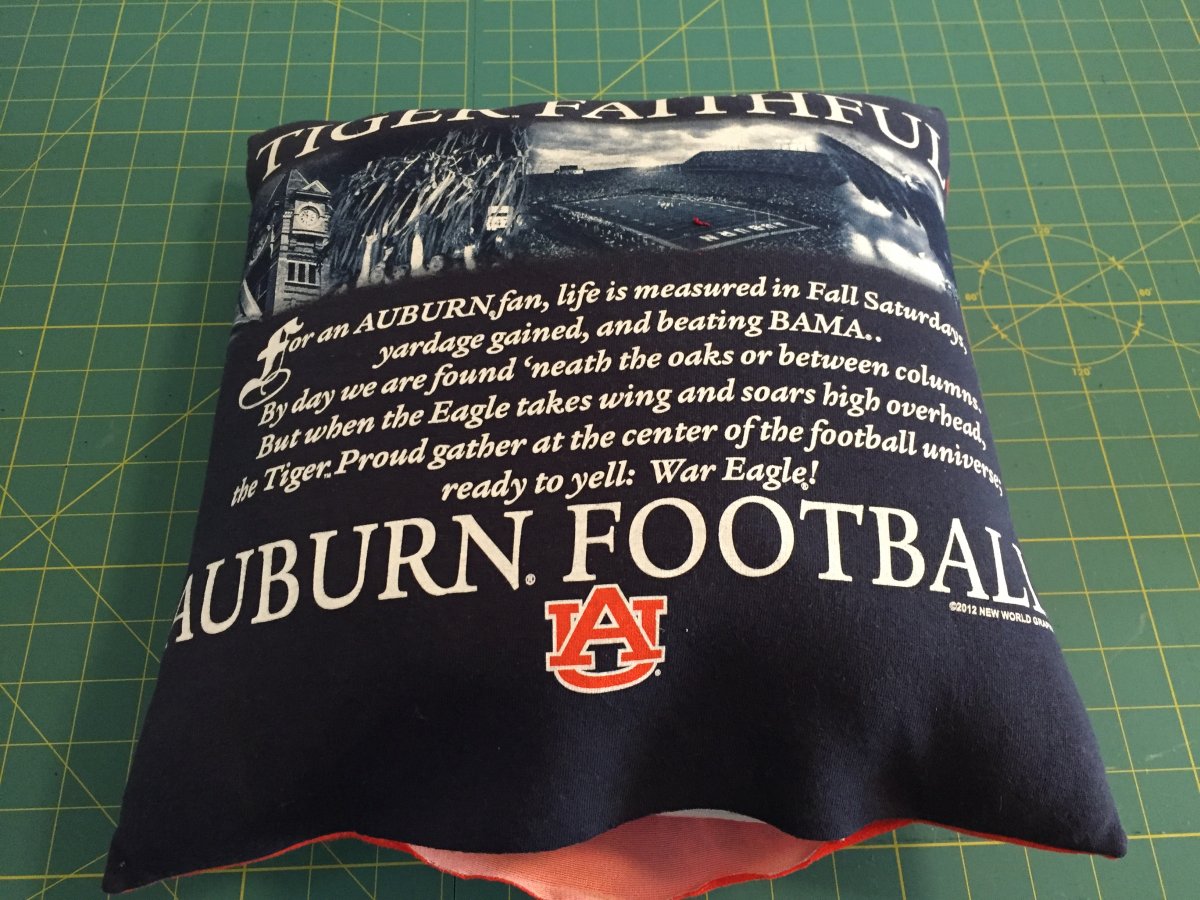 TIGER FAITHFUL
AUBURN
For an AUBURN® fan, life is measured in Fall Saturdays,
yardage gained, and beating BAMA..
By day we are found ‘neath the oaks or between columns.
But when the Eagle takes wing and soars high overhead,
the Tiger™ Proud gather at the center of the football universe,
ready to yell: War Eagle®!
AUBURN® FOOTBALL
©2012 NEW WORLD
AU®